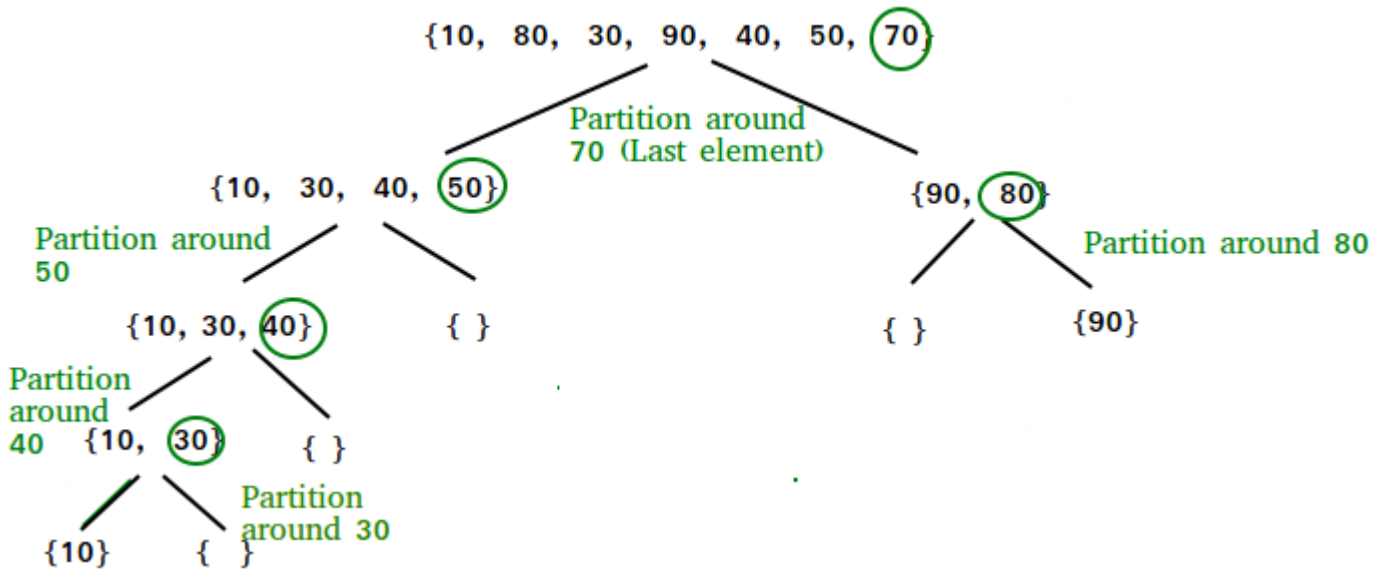 {10, 80, 30, 90, 40, 50, 70}
Partition around
70 (Last element)
{10, 30, 40, 50}
{90, 80}
Partition around
50
Partition around 80
{10, 30, 40}
{ }
{ }
{90}
Partition
around
40
{10, 30}
{ }
Partition
around 30
{10}
{ }